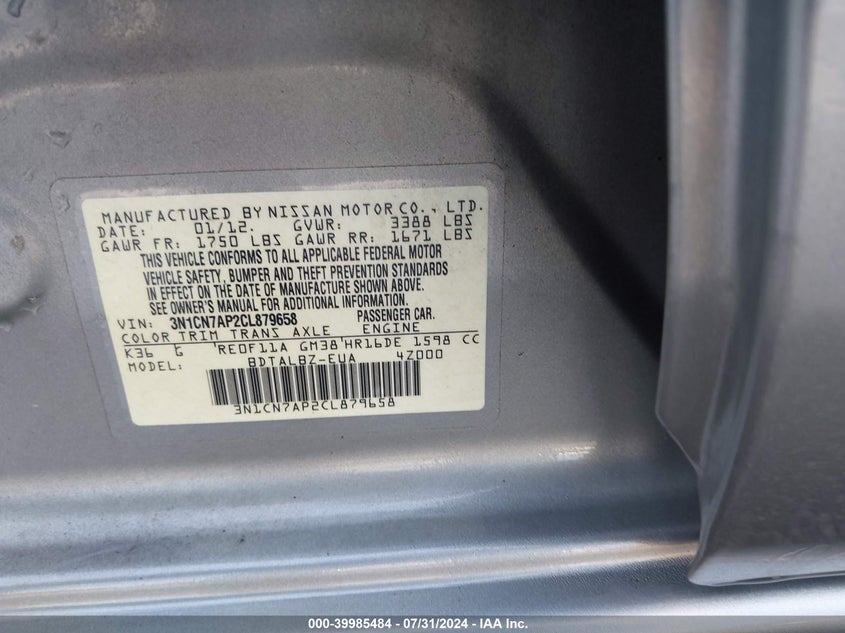 MANUFACTURED BY NISSAN MOTOR CO., LTD.
DATE: 01/12. GVWR: 3388 LBS
GAWR FR: 1750 LBS GAWR RR: 1671 LBS
THIS VEHICLE CONFORMS TO ALL APPLICABLE FEDERAL MOTOR
VEHICLE SAFETY, BUMPER AND THEFT PREVENTION STANDARDS
IN EFFECT ON THE DATE OF MANUFACTURE SHOWN ABOVE.
SEE OWNER'S MANUAL FOR ADDITIONAL INFORMATION.
VIN: 3N1CN7AP2CL879658 PASSENGER CAR.
COLOR TRIM TRANS AXLE ENGINE
K36 G RE0F11A GM38 HR16DE 1598 CC
MODEL: BDTALBZ-EUA 4Z000
3N1CN7AP2CL879658
000-39985484 / 07/31/2024 - IAA Inc.